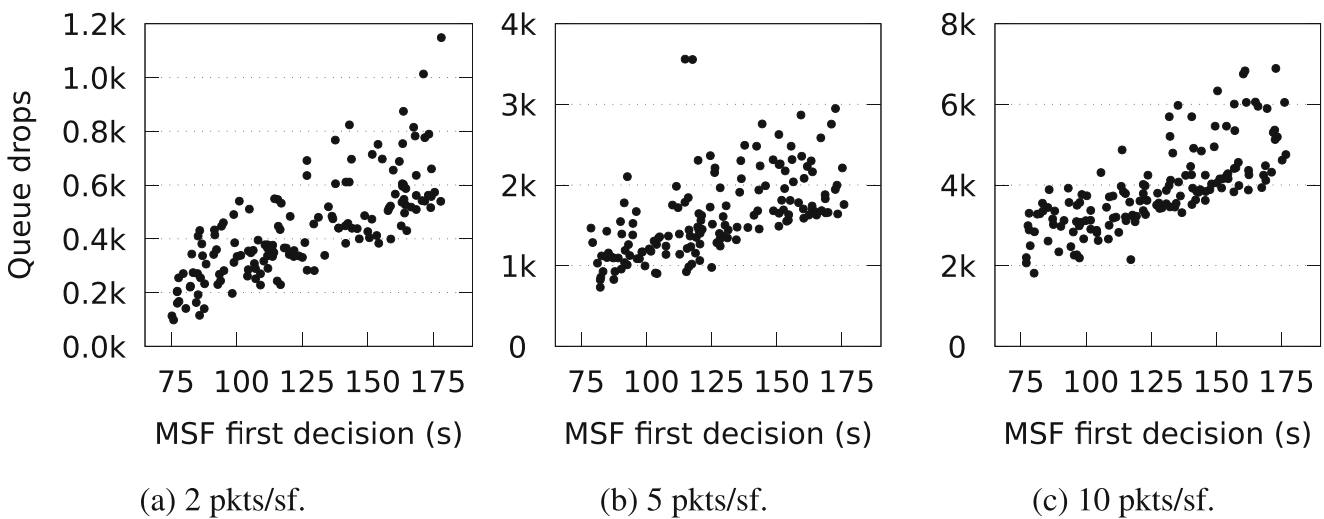 1.2k
1.0k
0.8k
0.6k
0.4k
0.2k
0.0k
Queue drops
75 100 125 150 175
MSF first decision (s)
(a) 2 pkts/sf.
4k
3k
2k
1k
0
75 100 125 150 175
MSF first decision (s)
(b) 5 pkts/sf.
8k
6k
4k
2k
0
75 100 125 150 175
MSF first decision (s)
(c) 10 pkts/sf.